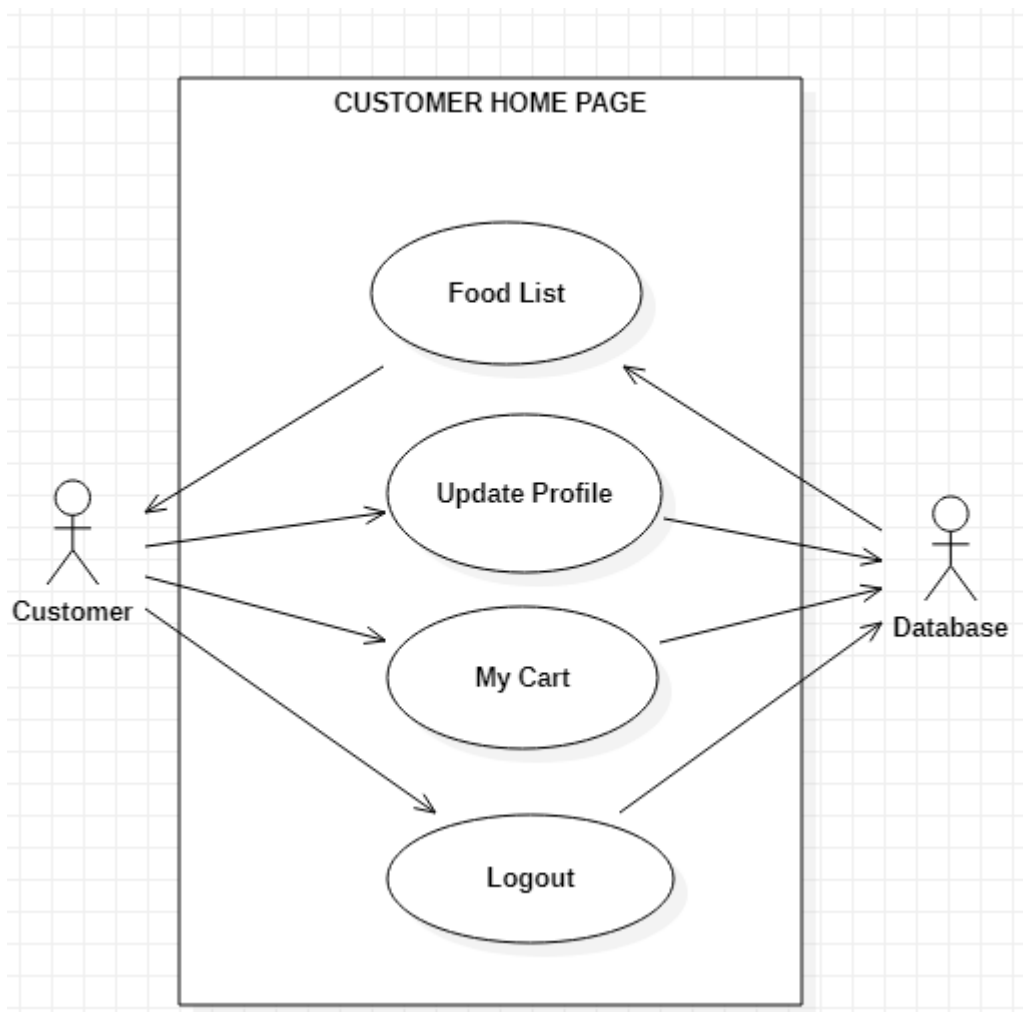 CUSTOMER HOME PAGE
Food List
Update Profile
Customer
Database
My Cart
Logout